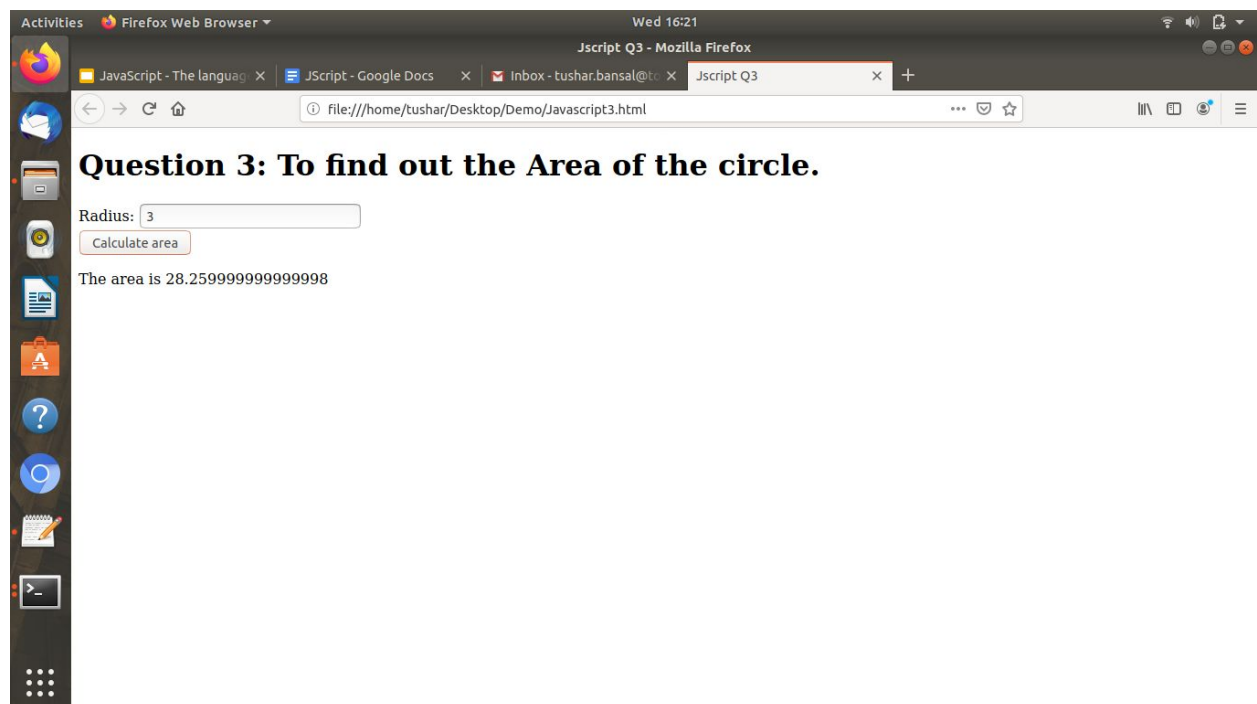 Activities Firefox Web Browser Wed 16:21
Jscript Q3 - Mozilla Firefox
JavaScript - The languag JScript - Google Docs Inbox - tushar.bansal@to Jscript Q3
file:///home/tushar/Desktop/Demo/Javascript3.html
Question 3: To find out the Area of the circle.
Radius: 3
Calculate area
The area is 28.259999999999998